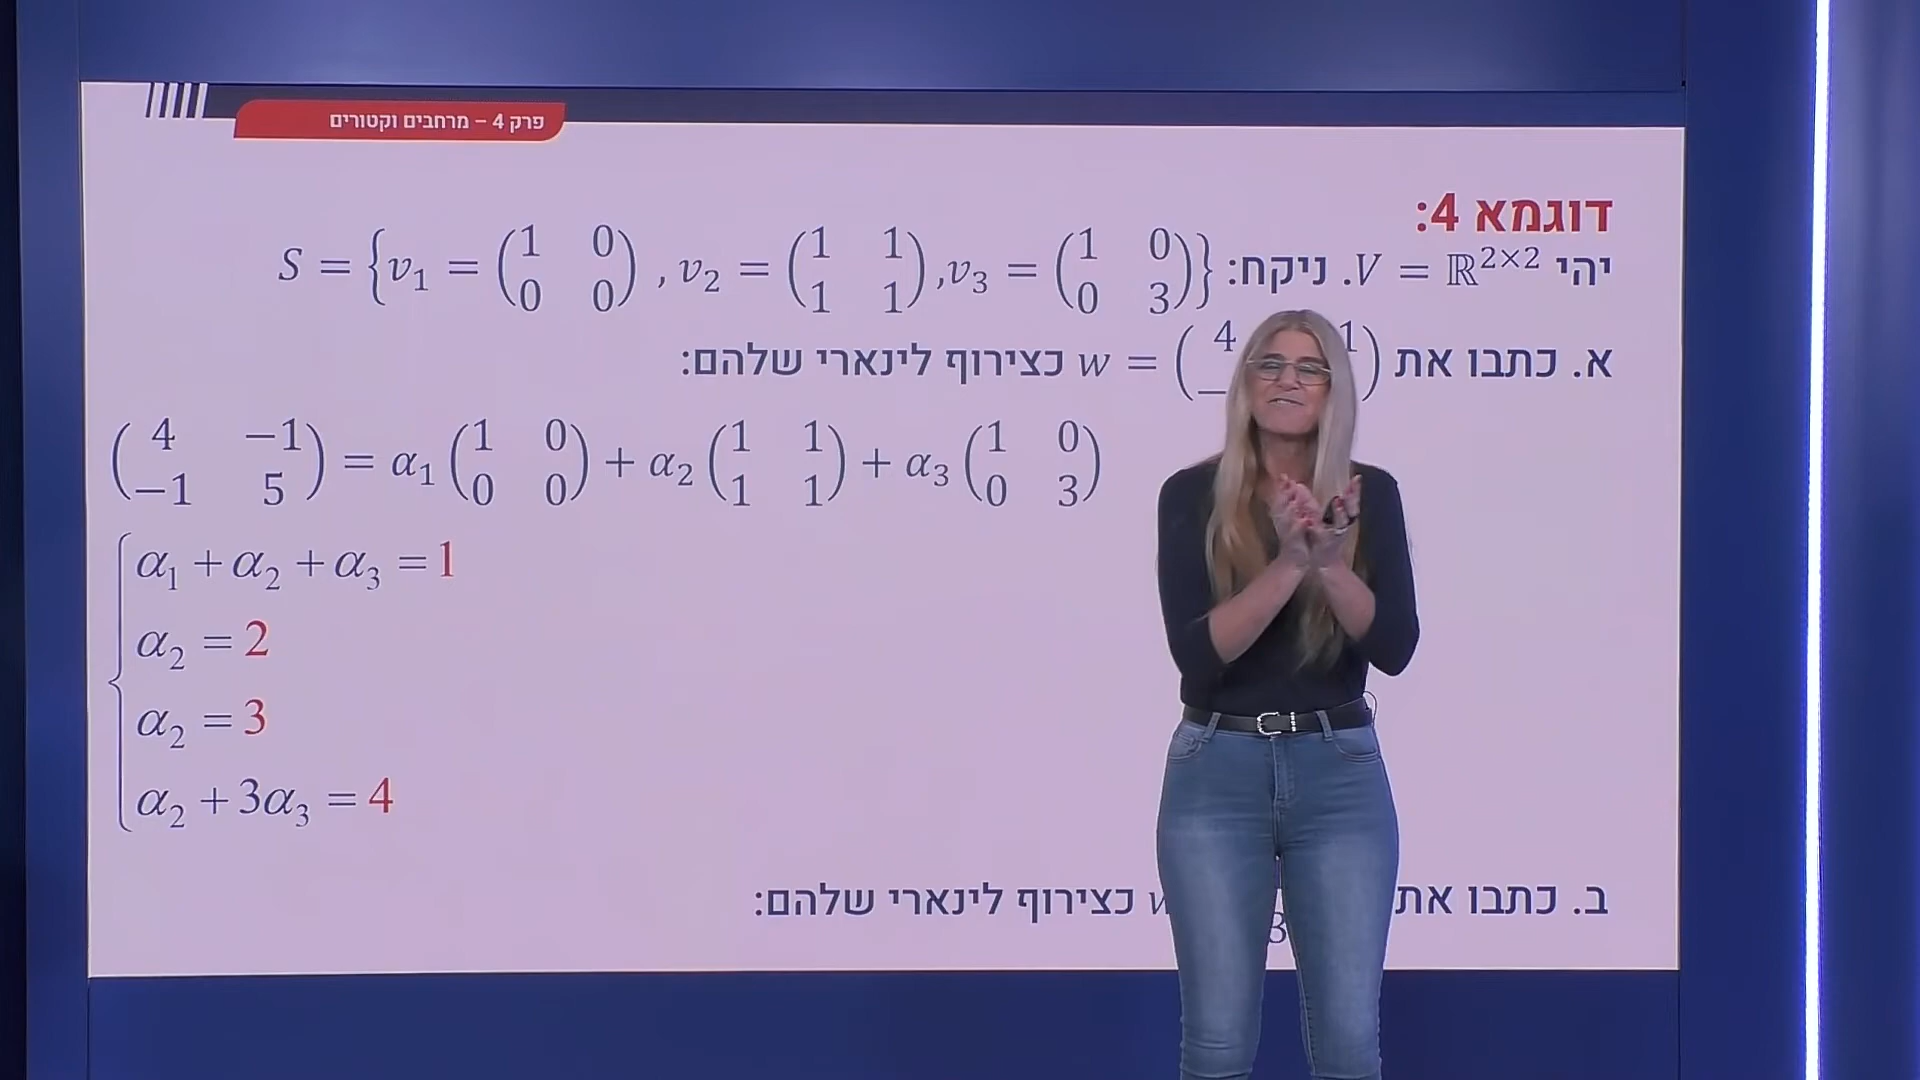 פרק 4 – מרחבים וקטורים
דוגמא 4:
יהי V = ℝ^{2×2}. ניקח: S = {v₁ = (1 0; 0 0), v₂ = (1 1; 1 1), v₃ = (1 0; 0 3)}
א. כתבו את w = (4 1 כצירוף לינארי שלהם:
(4 −1; −1 5) = α₁(1 0; 0 0) + α₂(1 1; 1 1) + α₃(1 0; 0 3)
α₁ + α₂ + α₃ = 1
α₂ = 2
α₂ = 3
α₂ + 3α₃ = 4
ב. כתבו את כצירוף לינארי שלהם: